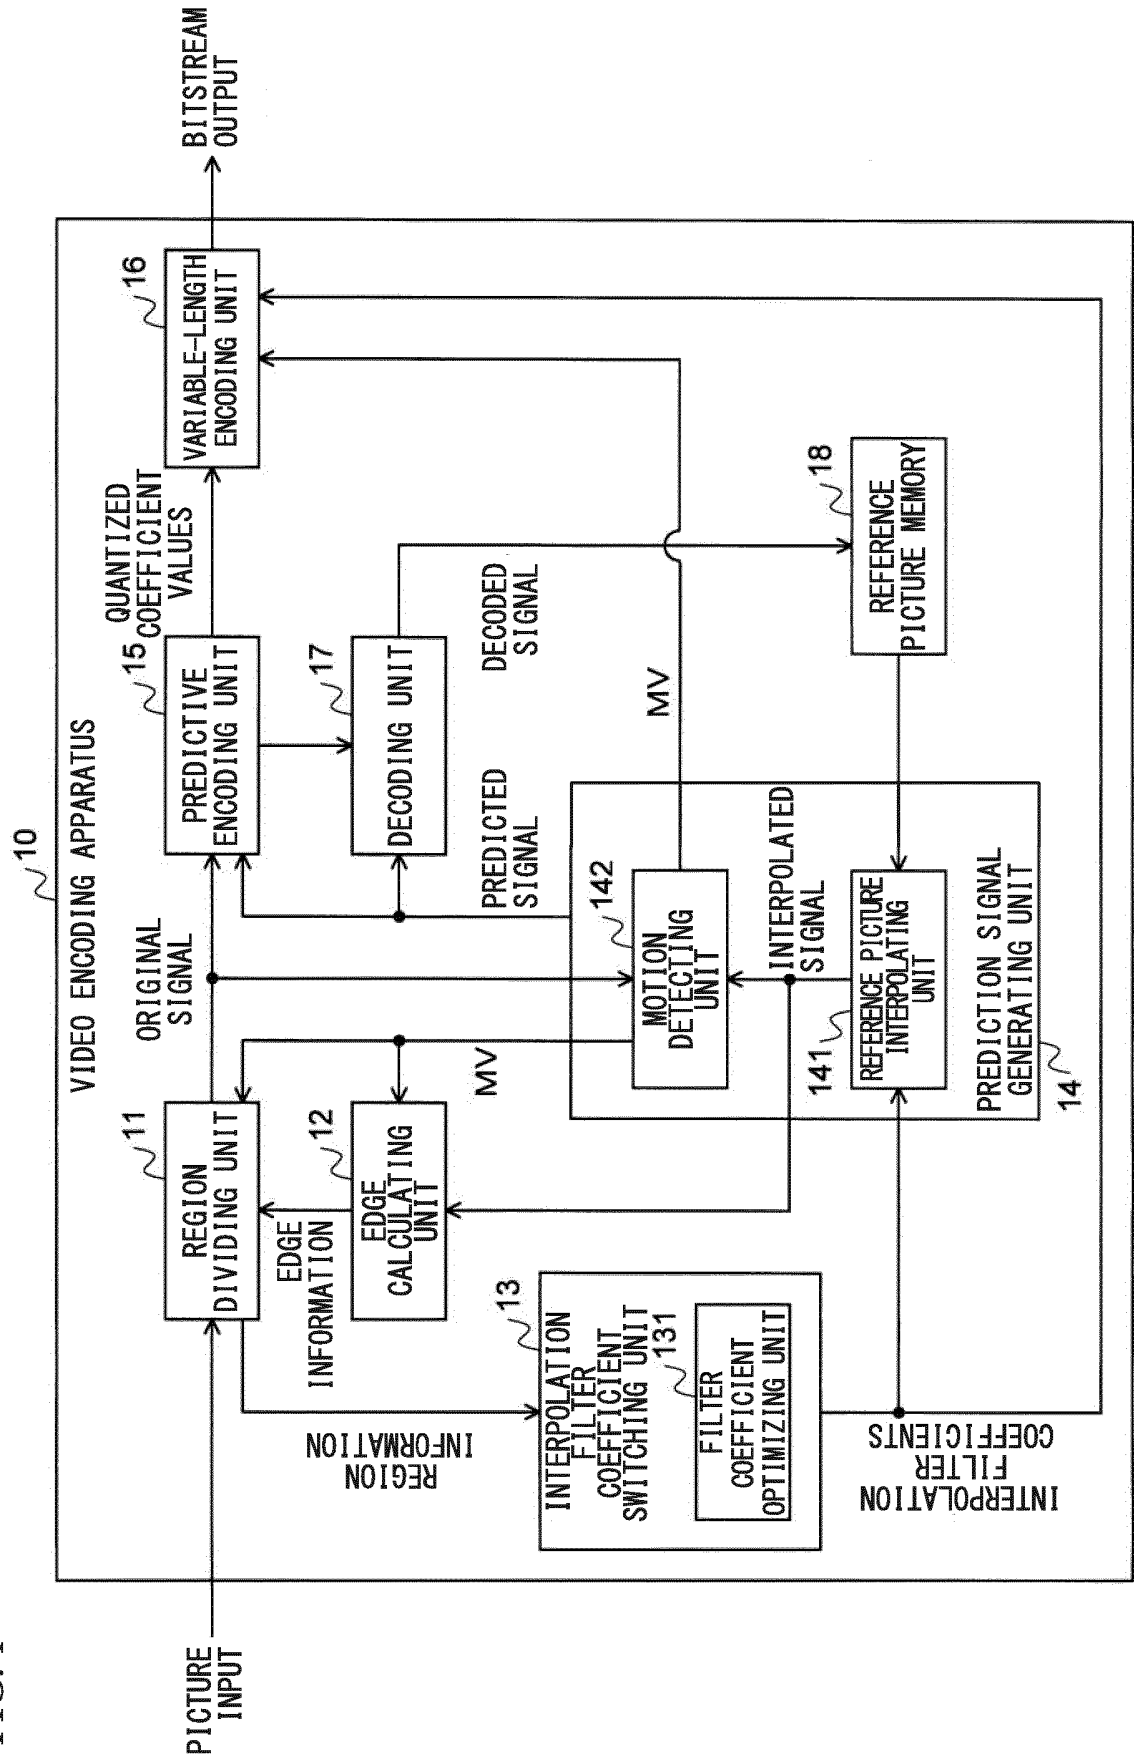 FIG. 1
10
VIDEO ENCODING APPARATUS
PICTURE
INPUT
11
REGION
DIVIDING UNIT
ORIGINAL
SIGNAL
15
PREDICTIVE
ENCODING UNIT
QUANTIZED
COEFFICIENT
VALUES
16
VARIABLE-LENGTH
ENCODING UNIT
BITSTREAM
OUTPUT
EDGE
INFORMATION
12
EDGE
CALCULATING
UNIT
MV
17
DECODING UNIT
PREDICTED
SIGNAL
DECODED
SIGNAL
REGION
INFORMATION
13
INTERPOLATION
FILTER
COEFFICIENT
SWITCHING UNIT
131
FILTER
COEFFICIENT
OPTIMIZING UNIT
142
MOTION
DETECTING
UNIT
MV
INTERPOLATED
SIGNAL
141
REFERENCE PICTURE
INTERPOLATING
UNIT
18
REFERENCE
PICTURE MEMORY
PREDICTION SIGNAL
GENERATING UNIT
14
INTERPOLATION
FILTER
COEFFICIENTS